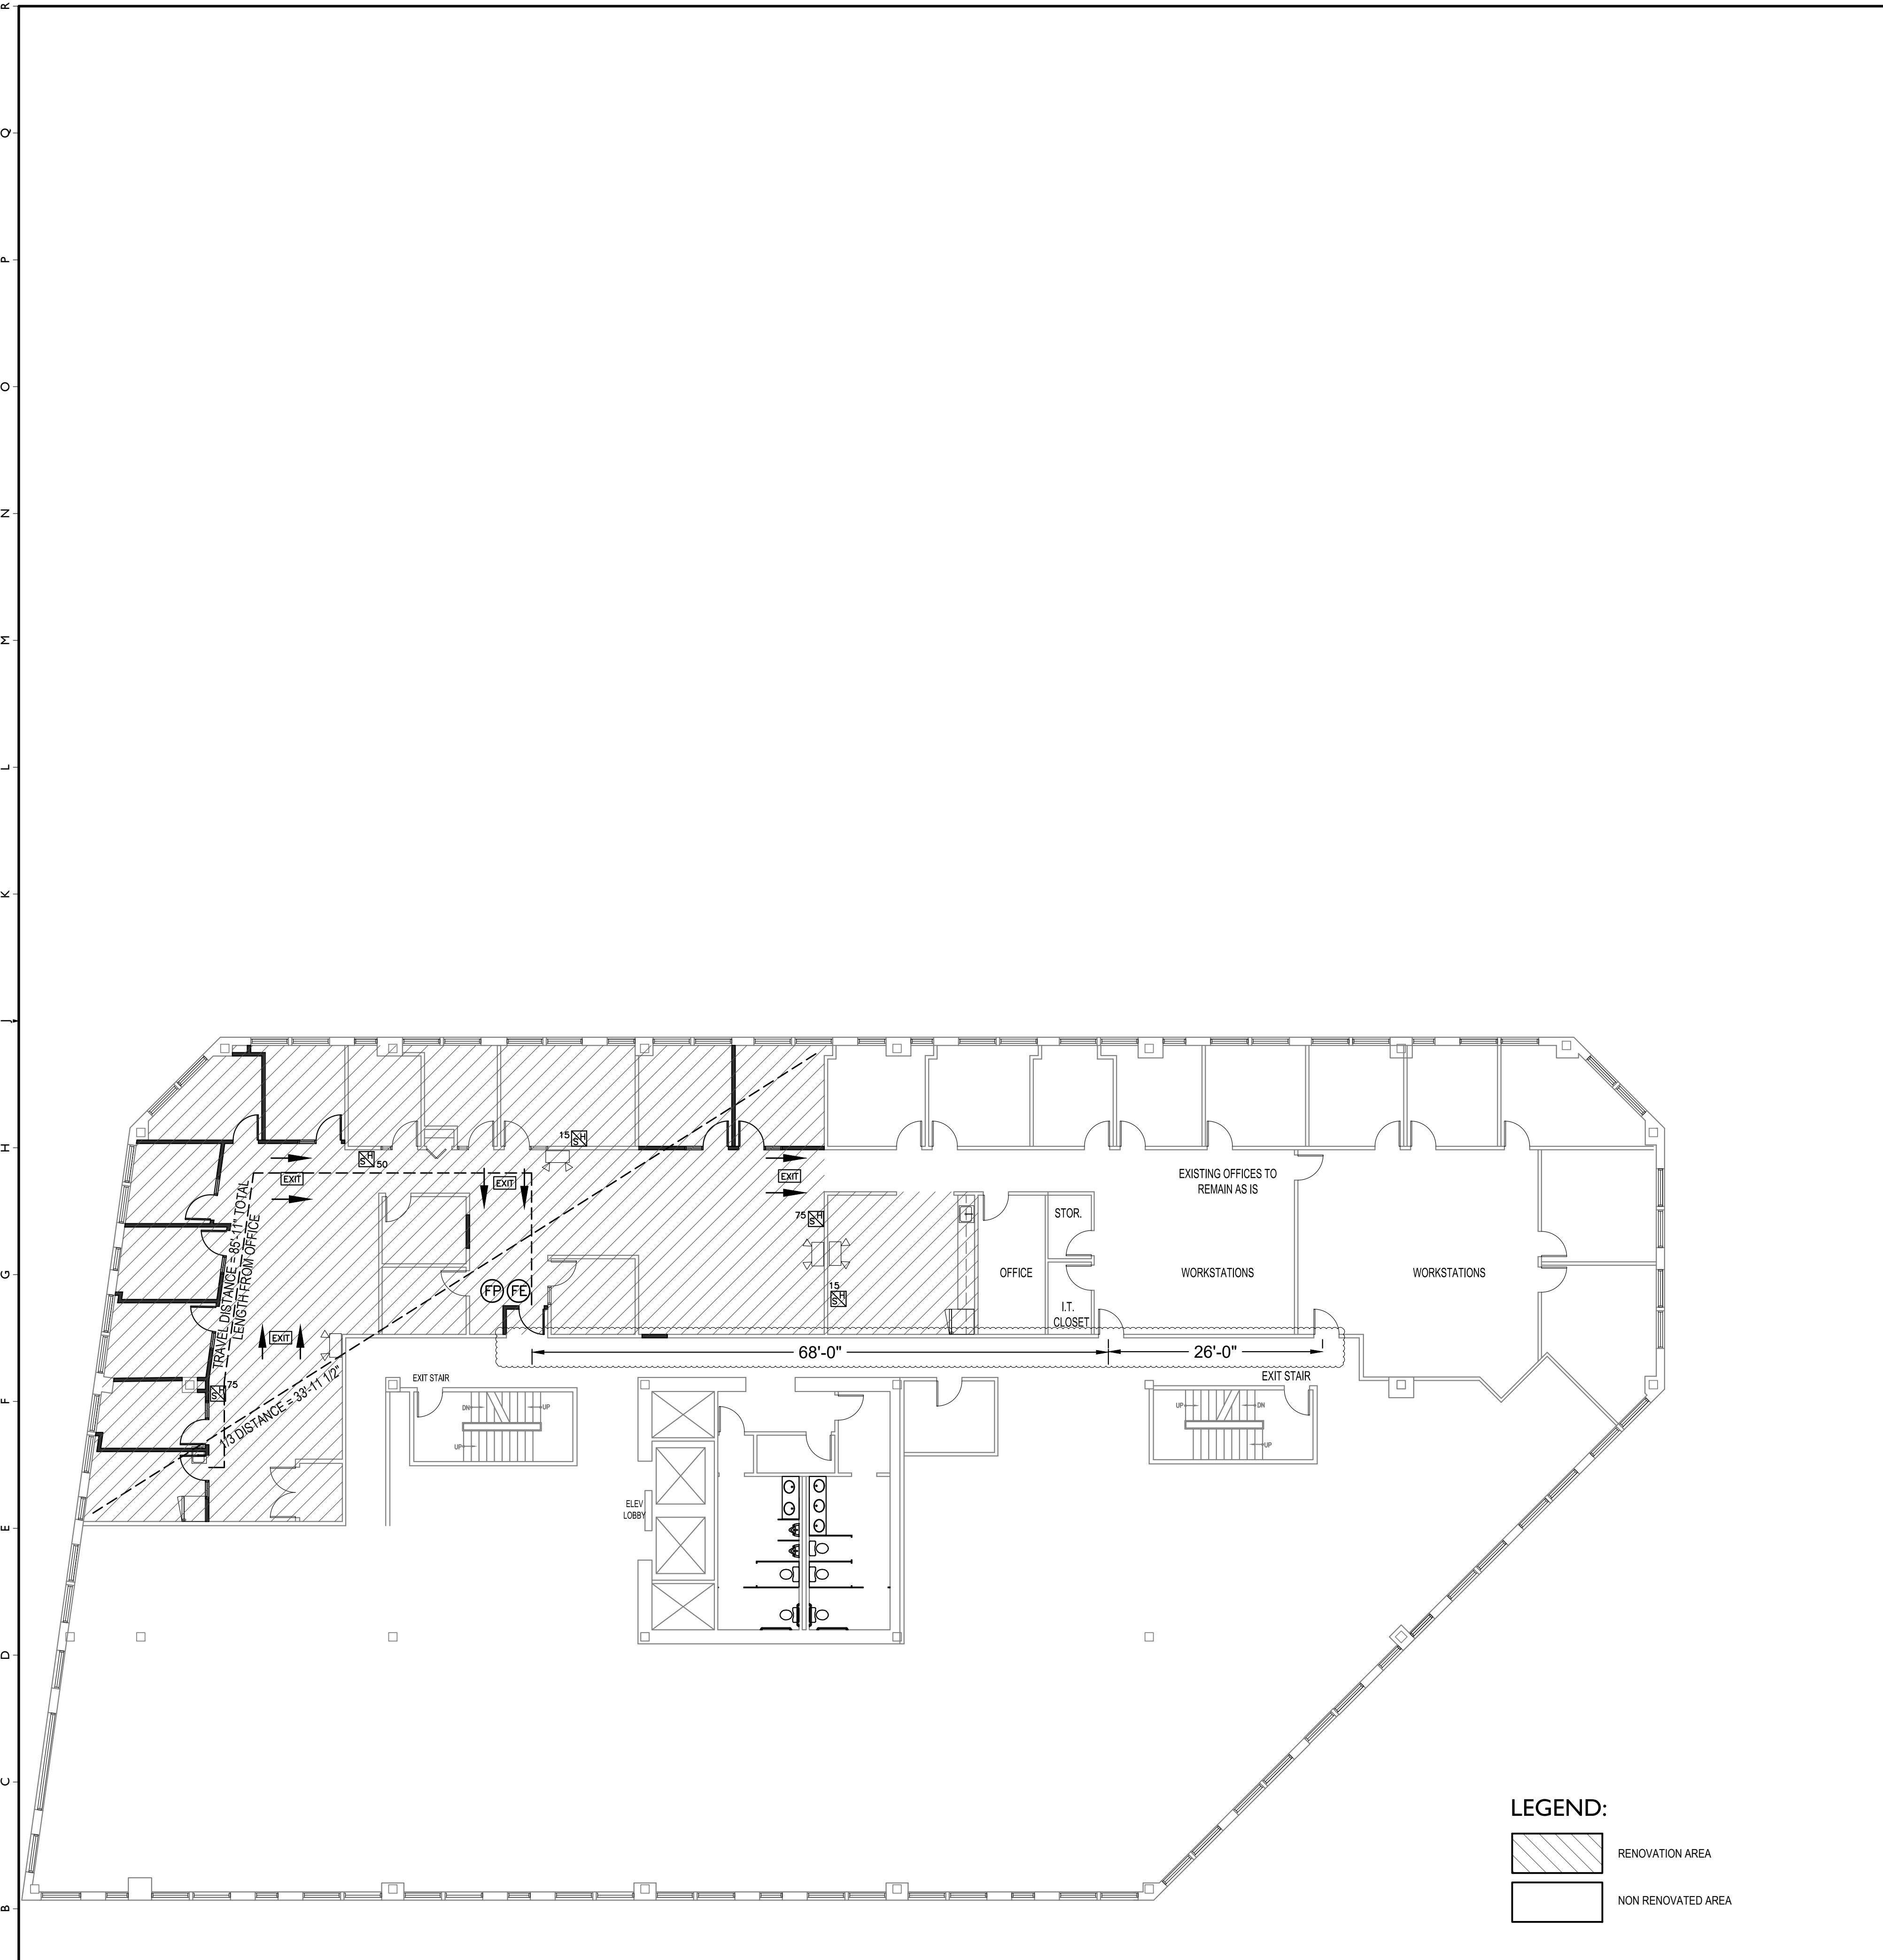 R
Q
P
O
N
M
L
K
J
H
G
F
E
D
C
B
15 S H
S H 50
EXIT
EXIT
EXIT
EXISTING OFFICES TO
REMAIN AS IS
75 S H
STOR.
TRAVEL DISTANCE = 85'-11" TOTAL
LENGTH FROM OFFICE
OFFICE
WORKSTATIONS
WORKSTATIONS
FP
FE
15
S H
I.T.
CLOSET
EXIT
68'-0"
26'-0"
EXIT STAIR
EXIT STAIR
S H 75
1/3 DISTANCE = 33'-11 1/2"
DN
UP
UP
UP
DN
UP
ELEV
LOBBY
LEGEND:
RENOVATION AREA
NON RENOVATED AREA